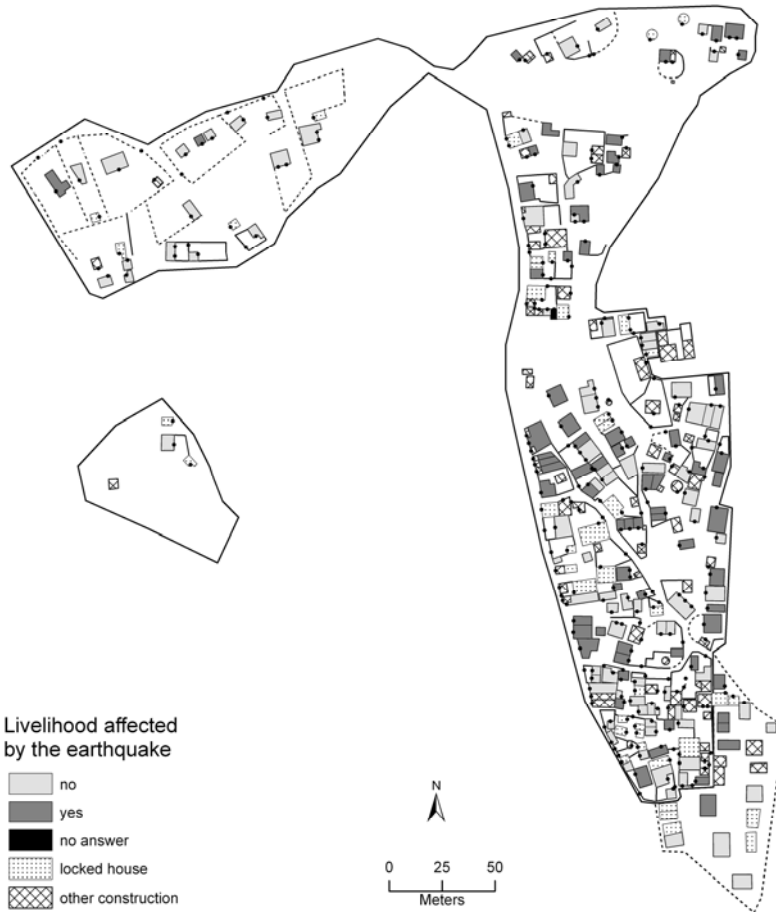 Livelihood affected
by the earthquake
no
yes
no answer
locked house
other construction
N
0 25 50
Meters